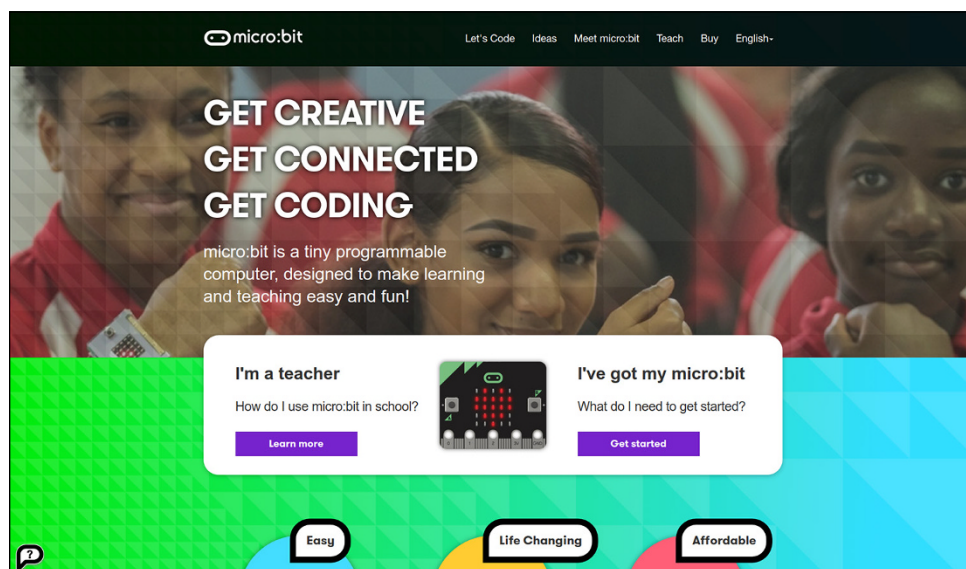 micro:bit
Let's Code Ideas Meet micro:bit Teach Buy English
GET CREATIVE
GET CONNECTED
GET CODING
micro:bit is a tiny programmable
computer, designed to make learning
and teaching easy and fun!
I'm a teacher
How do I use micro:bit in school?
Learn more
I've got my micro:bit
What do I need to get started?
Get started
Easy
Life Changing
Affordable
?